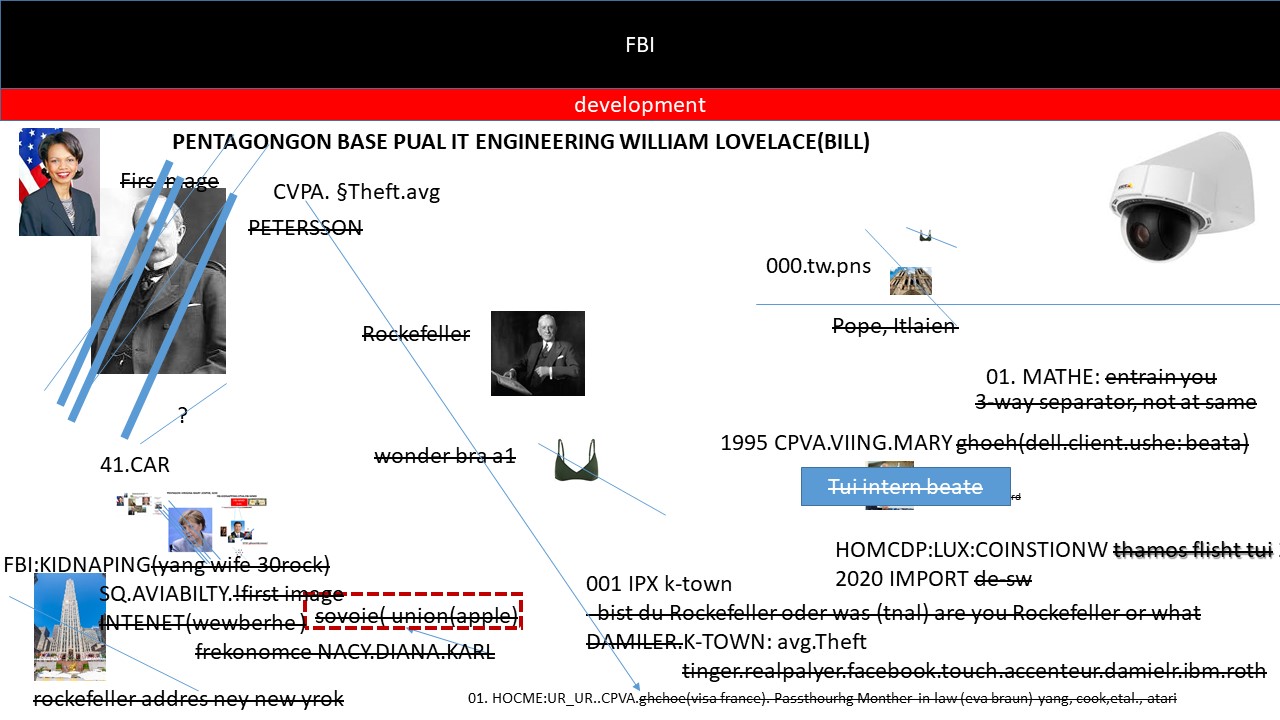 FBI
development
PENTAGONGON BASE PUAL IT ENGINEERING WILLIAM LOVELACE(BILL)
First image
CVPA. §Theft.avg
PETERSSON
000.tw.pns
Pope, Itlaien
Rockefeller
01. MATHE: entrain you
3-way separator, not at same
?
1995 CPVA.VIING.MARY ghoeh(dell.client.ushe: beata)
wonder bra a1
41.CAR
Tui intern beate
rd
HOMCDP:LUX:COINSTIONW thamos flisht tui
FBI:KIDNAPING(yang wife 30rock)
2020 IMPORT de-sw
001 IPX k-town
SQ.AVIABILTY.!first image
sovoie( union(apple)
- bist du Rockefeller oder was (tnal) are you Rockefeller or what
INTENET(wewberhe )
DAMILER.K-TOWN: avg.Theft
frekonomce NACY.DIANA.KARL
tinger.realpalyer.facebook.touch.accenteur.damielr.ibm.roth
rockefeller addres ney new yrok
01. HOCME:UR_UR..CPVA.ghchoe(visa france). Passthourhg Monther-in-law (eva braun) yang, cook,etal., atari